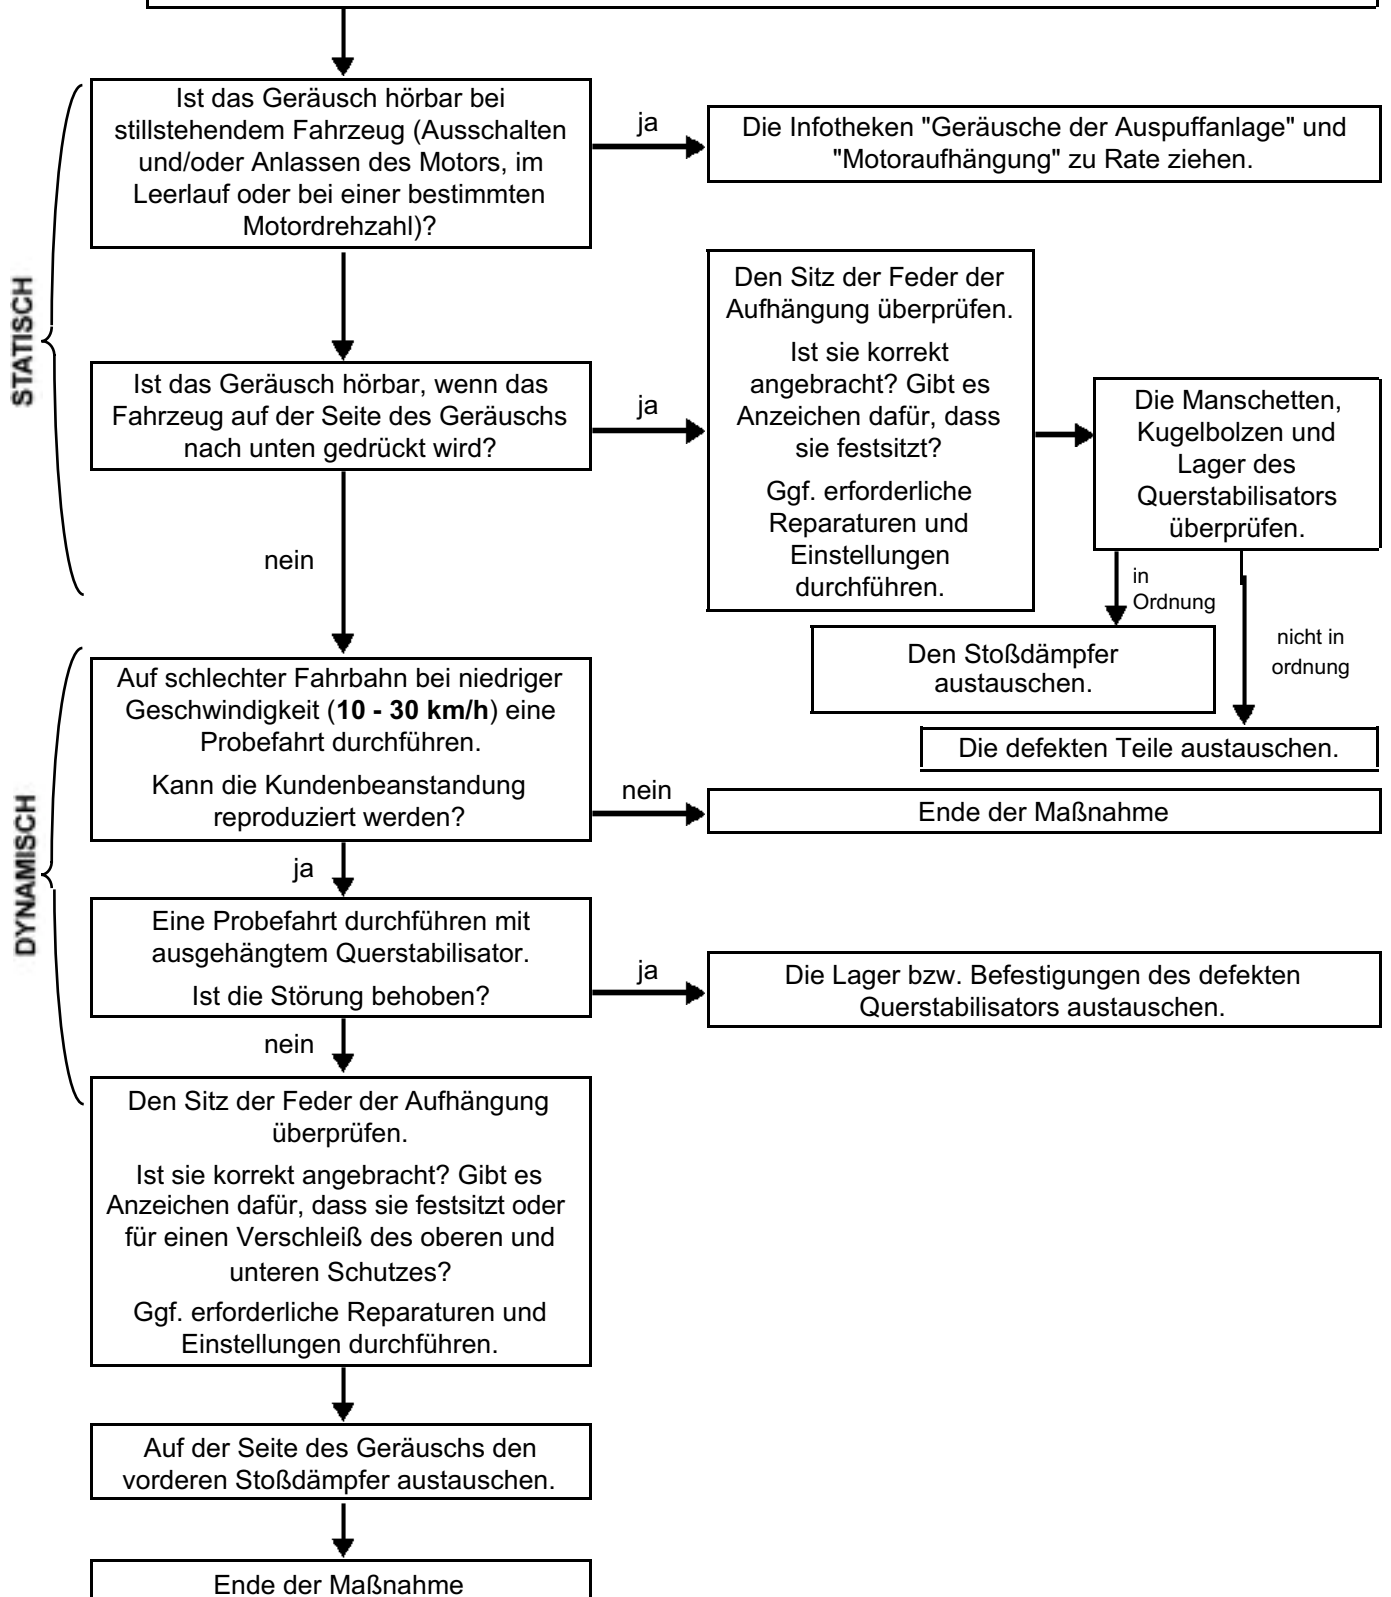 STATISCH
Ist das Geräusch hörbar bei
stillstehendem Fahrzeug (Ausschalten
und/oder Anlassen des Motors, im
Leerlauf oder bei einer bestimmten
Motordrehzahl)?
ja
Die Infotheken "Geräusche der Auspuffanlage" und
"Motoraufhängung" zu Rate ziehen.
Ist das Geräusch hörbar, wenn das
Fahrzeug auf der Seite des Geräuschs
nach unten gedrückt wird?
ja
Den Sitz der Feder der
Aufhängung überprüfen.
Ist sie korrekt
angebracht? Gibt es
Anzeichen dafür, dass
sie festsitzt?
Ggf. erforderliche
Reparaturen und
Einstellungen
durchführen.
Die Manschetten,
Kugelbolzen und
Lager des
Querstabilisators
überprüfen.
in
Ordnung
Den Stoßdämpfer
austauschen.
nicht in
ordnung
Die defekten Teile austauschen.
nein
DYNAMISCH
Auf schlechter Fahrbahn bei niedriger
Geschwindigkeit (10 - 30 km/h) eine
Probefahrt durchführen.
Kann die Kundenbeanstandung
reproduziert werden?
nein
Ende der Maßnahme
ja
Eine Probefahrt durchführen mit
ausgehängtem Querstabilisator.
Ist die Störung behoben?
ja
Die Lager bzw. Befestigungen des defekten
Querstabilisators austauschen.
nein
Den Sitz der Feder der Aufhängung
überprüfen.
Ist sie korrekt angebracht? Gibt es
Anzeichen dafür, dass sie festsitzt oder
für einen Verschleiß des oberen und
unteren Schutzes?
Ggf. erforderliche Reparaturen und
Einstellungen durchführen.
Auf der Seite des Geräuschs den
vorderen Stoßdämpfer austauschen.
Ende der Maßnahme